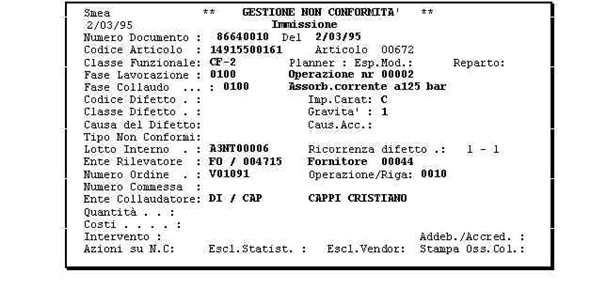 Smea ** GESTIONE NON CONFORMITA' **
2/03/95 Immissione
Numero Documento : 86640010 Del 2/03/95
Codice Articolo : 14915500161 Articolo 00672
Classe Funzionale: CF-2 Planner : Esp.Mod.: Reparto:
Fase Lavorazione : 0100 Operazione nr 00002
Fase Collaudo ... : 0100 Assorb.corrente a125 bar
Codice Difetto . : Imp.Carat: C
Classe Difetto . : Gravita' : 1
Causa del Difetto: Caus.Acc.:
Tipo Non Conformi:
Lotto Interno . : A3NT00006 Ricorrenza difetto .: 1 - 1
Ente Rilevatore : FO / 004715 Fornitore 00044
Numero Ordine . : V01091 Operazione/Riga: 0010
Numero Commessa :
Ente Collaudatore: DI / CAP CAPPI CRISTIANO
Quantità . . :
Costi . . . . :
Intervento : Addeb./Accred. :
Azioni su N.C: Escl.Statist. : Escl.Vendor: Stampa Oss.Col.: